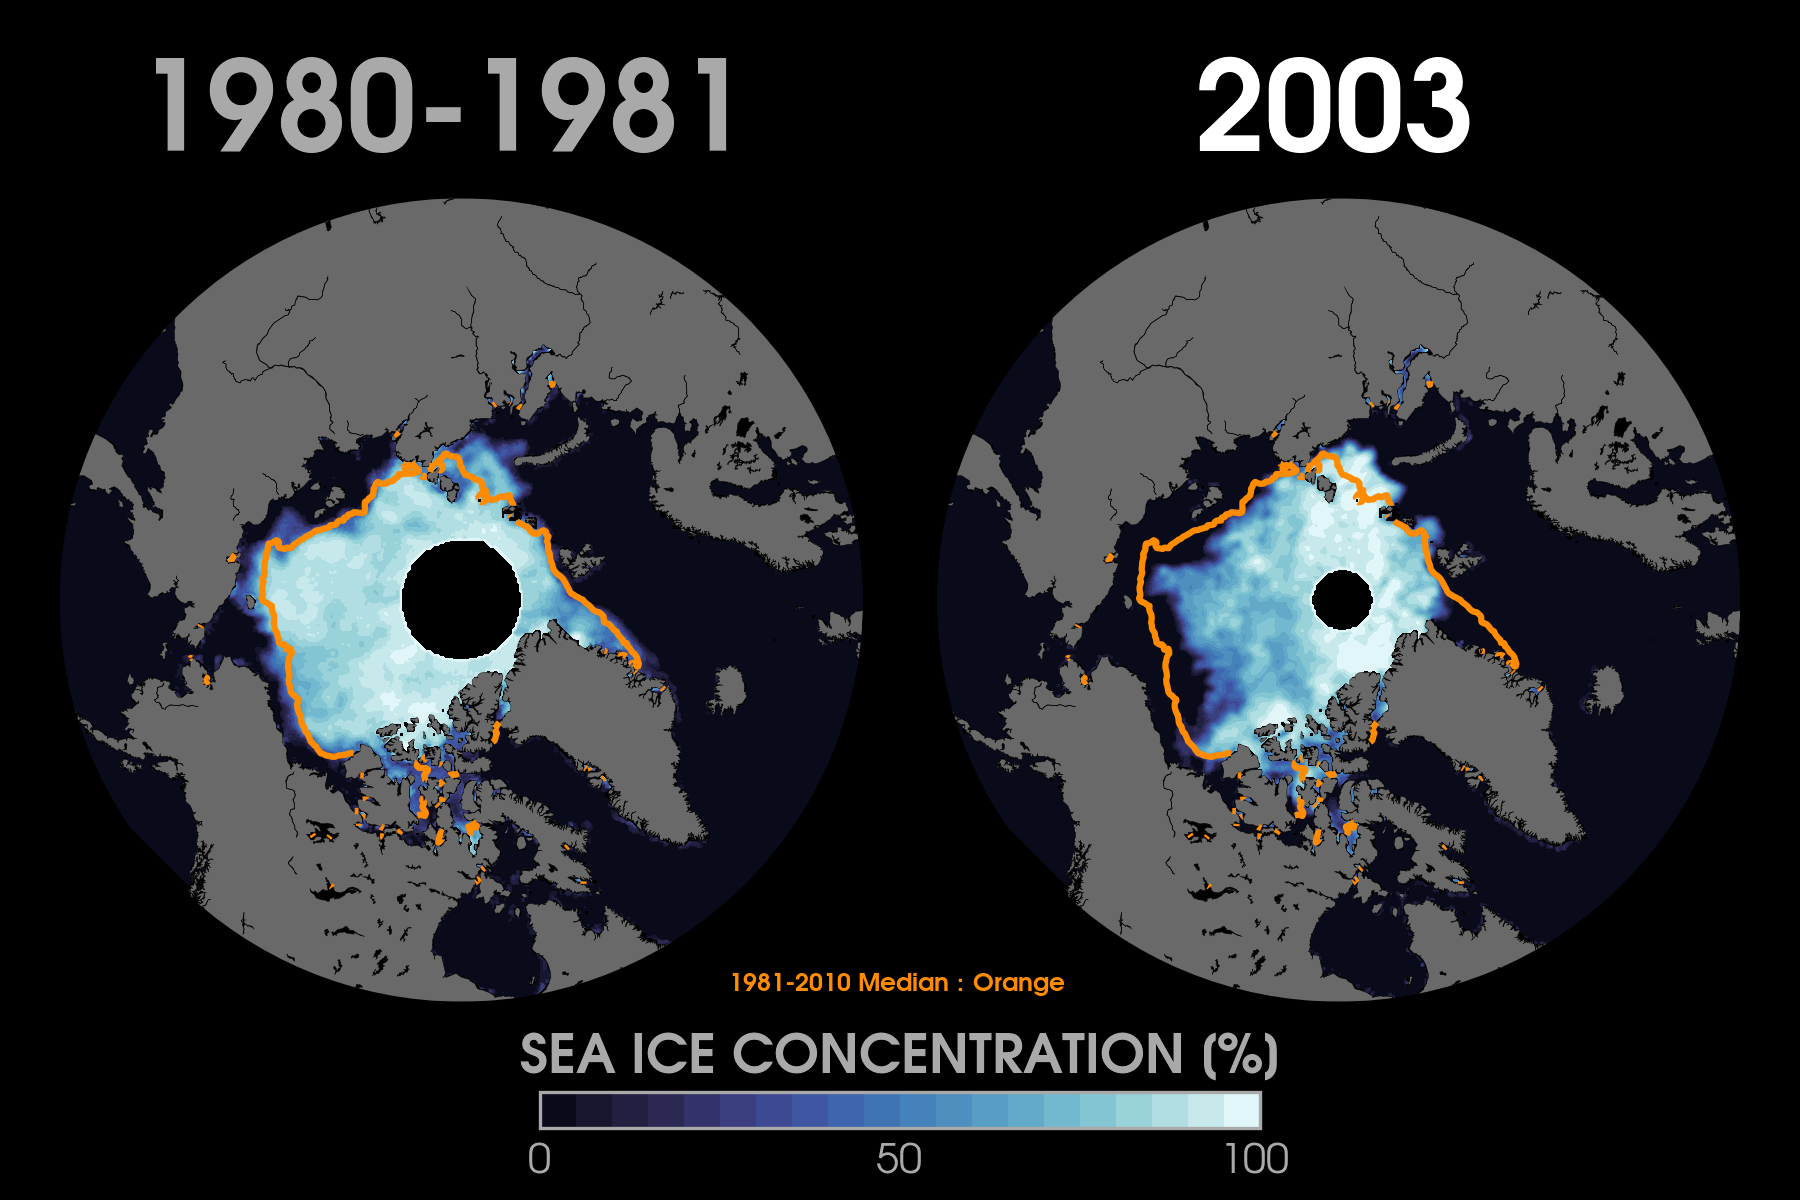 1980-1981
2003
1981-2010 Median : Orange
SEA ICE CONCENTRATION (%)
0 50 100